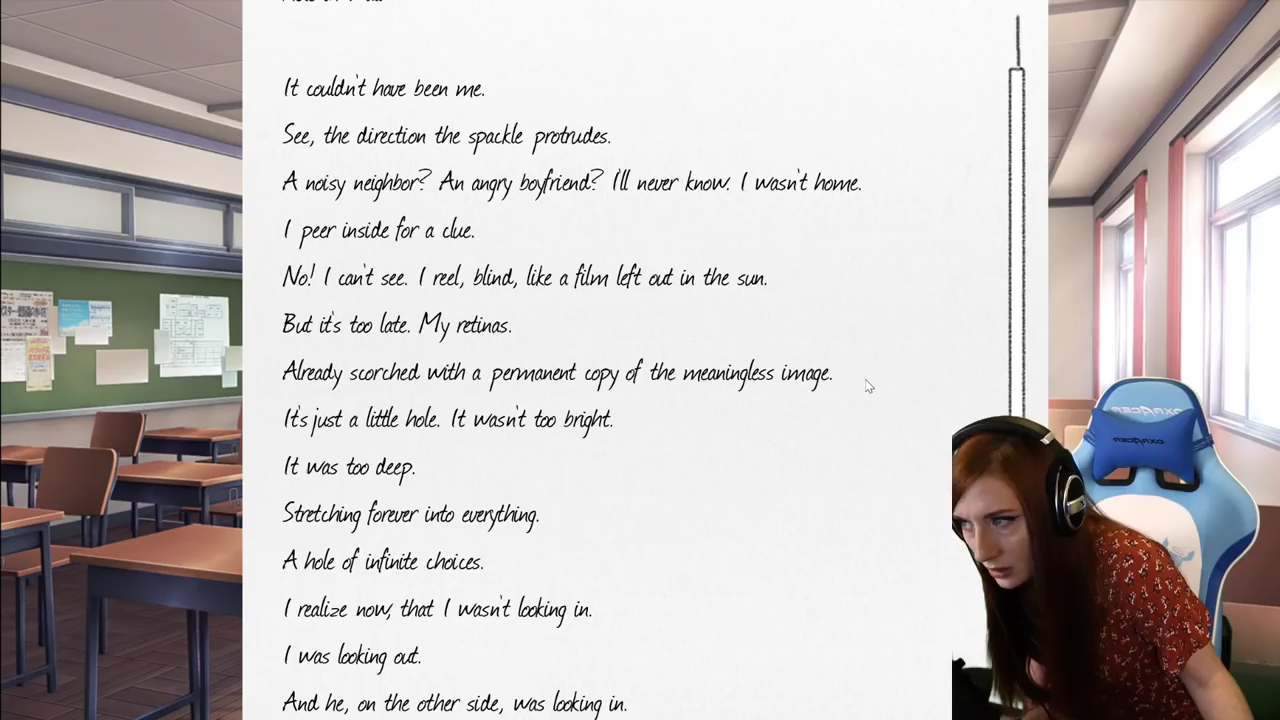 It couldn't have been me.
See, the direction the spackle protrudes.
A noisy neighbor? An angry boyfriend? I'll never know. I wasn't home.
I peer inside for a clue.
No! I can't see. I reel, blind, like a film left out in the sun.
But it's too late. My retinas.
Already scorched with a permanent copy of the meaningless image.
It's just a little hole. It wasn't too bright.
It was too deep.
Stretching forever into everything.
A hole of infinite choices.
I realize now, that I wasn't looking in.
I was looking out.
And he, on the other side, was looking in.